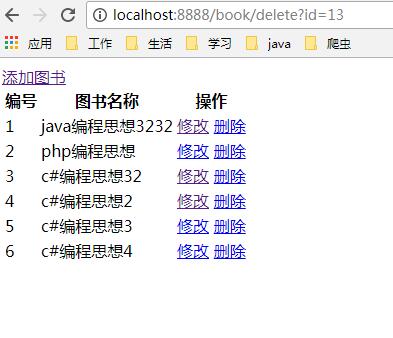 localhost:8888/book/delete?id=13
应用 工作 生活 学习 java 爬虫
添加图书
编号 图书名称 操作
1 java编程思想3232 修改 删除
2 php编程思想 修改 删除
3 c#编程思想32 修改 删除
4 c#编程思想2 修改 删除
5 c#编程思想3 修改 删除
6 c#编程思想4 修改 删除